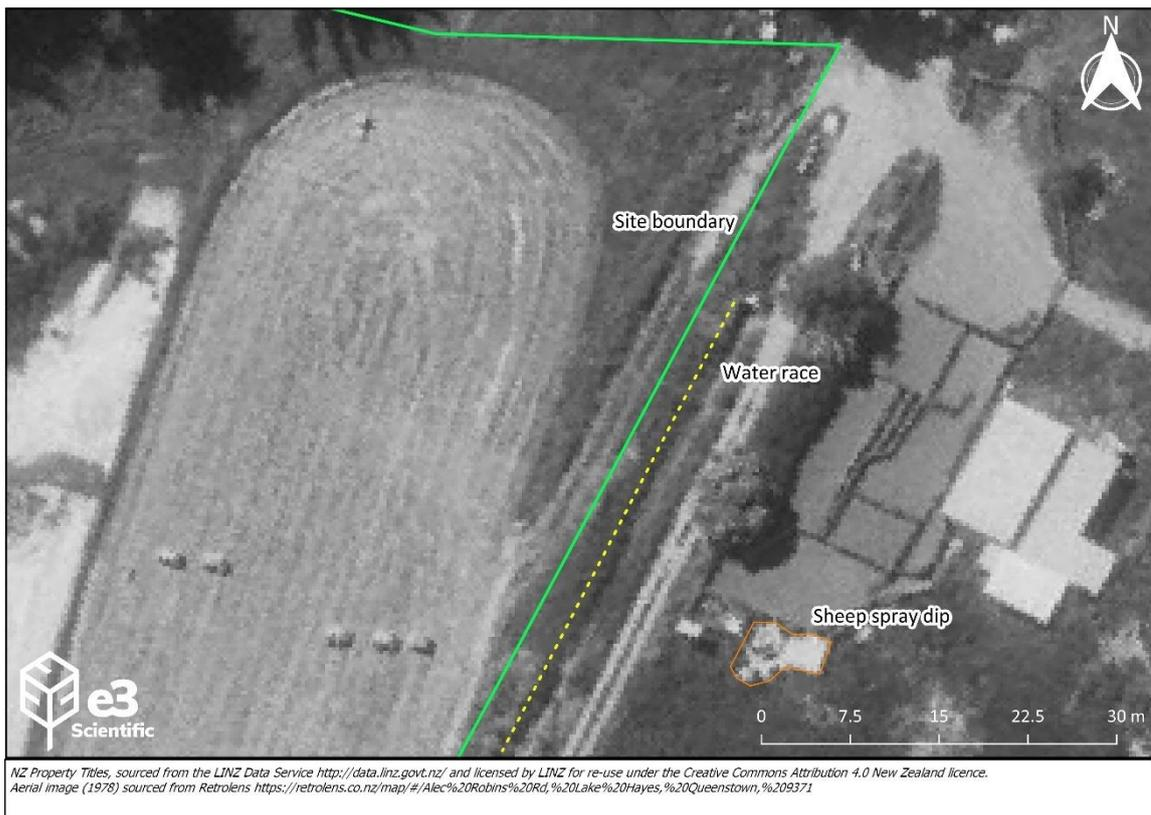 N
Site boundary
Water race
Sheep spray dip
0 7.5 15 22.5 30 m
e3
Scientific
NZ Property Titles, sourced from the LINZ Data Service http://data.linz.govt.nz/ and licensed by LINZ for re-use under the Creative Commons Attribution 4.0 New Zealand licence.
Aerial image (1978) sourced from Retrolens https://retrolens.co.nz/map/#/Alec%20Robins%20Rd,%20Lake%20Hayes,%20Queenstown,%209371